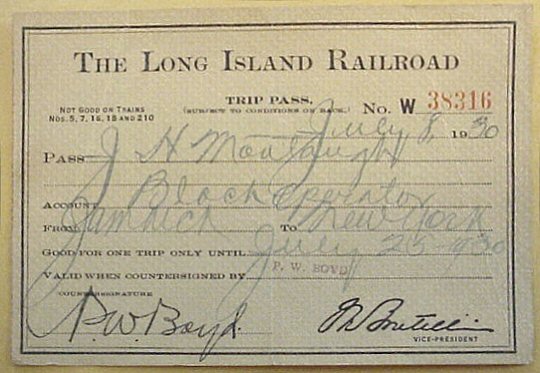 THE LONG ISLAND RAILROAD
TRIP PASS.
(SUBJECT TO CONDITIONS ON BACK.)
NOT GOOD ON TRAINS
NOS. 5, 7, 16, 18 AND 210
NO. W 38316
July 8, 1930
PASS J H
ACCOUNT Block operator
FROM Jamaica TO New York
GOOD FOR ONE TRIP ONLY UNTIL July 25 1930
VALID WHEN COUNTERSIGNED BY P. W. BOYD
COUNTERSIGNATURE
P.W. Boyd.
VICE-PRESIDENT